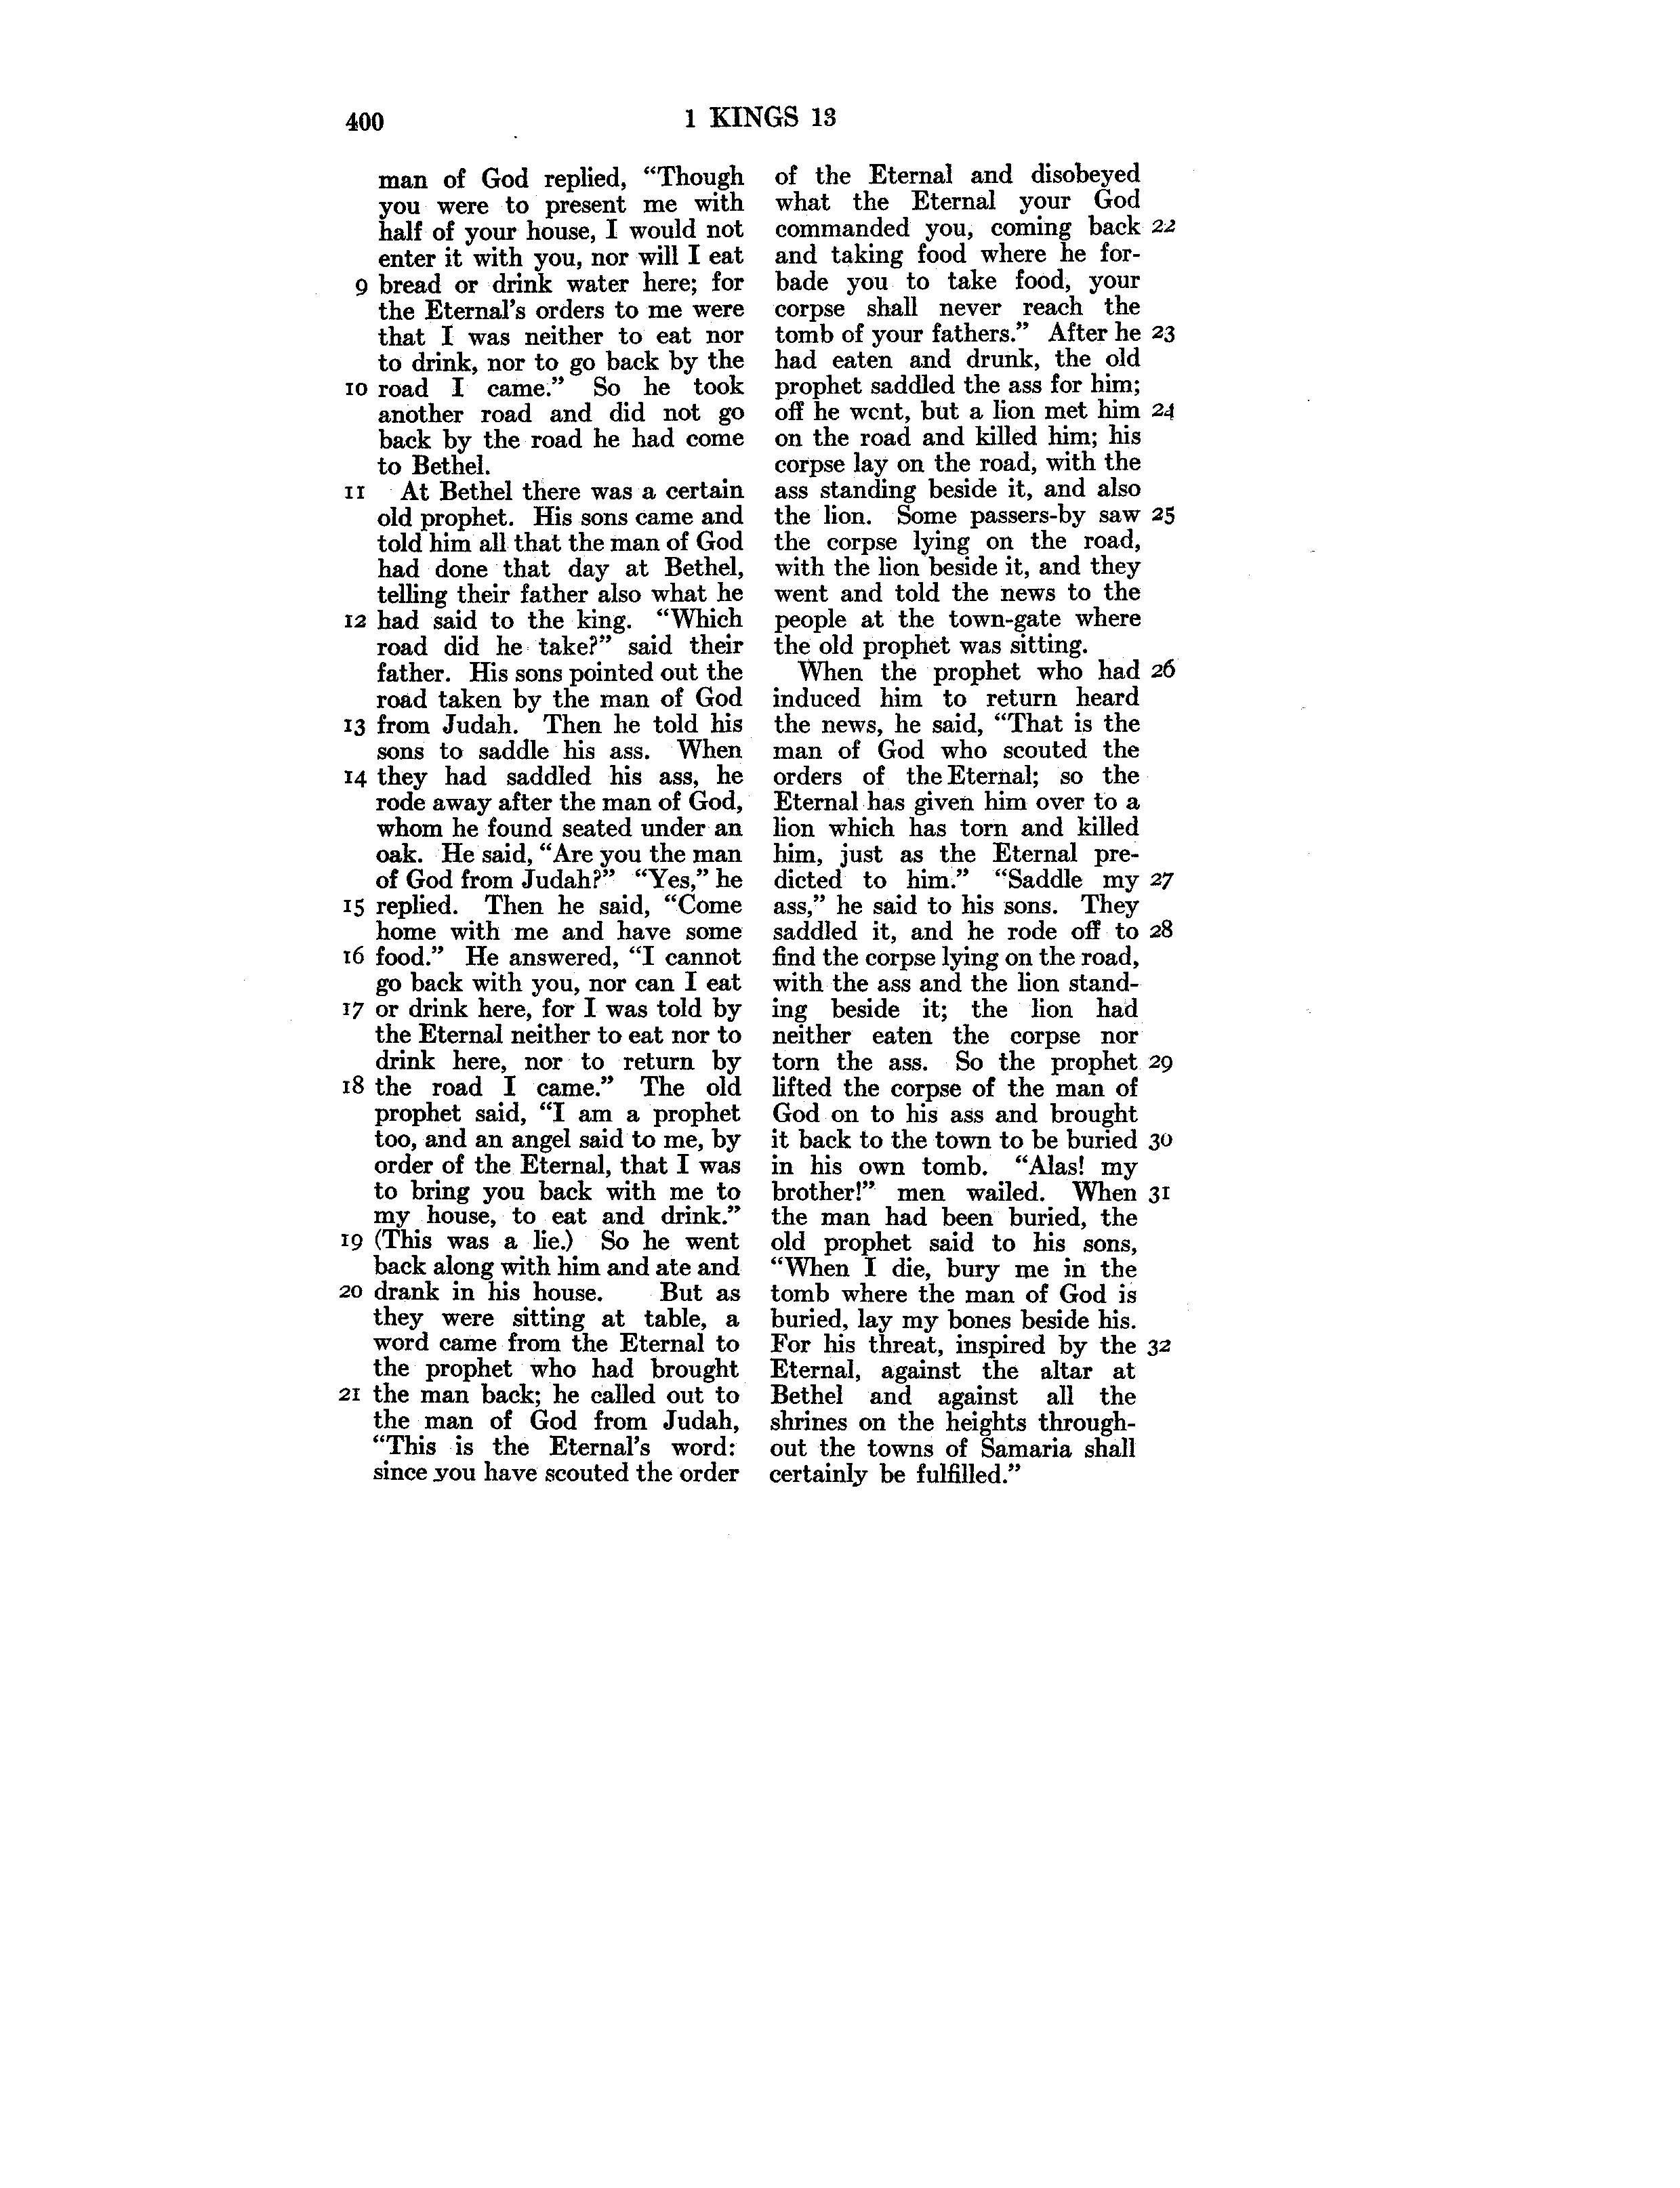 400
1 KINGS 13
man of God replied, “Though
you were to present me with
half of your house, I would not
enter it with you, nor will I eat
9 bread or drink water here; for
the Eternal’s orders to me were
that I was neither to eat nor
to drink, nor to go back by the
10 road I came.” So he took
another road and did not go
back by the road he had come
to Bethel.
11 At Bethel there was a certain
old prophet. His sons came and
told him all that the man of God
had done that day at Bethel,
telling their father also what he
12 had said to the king. “Which
road did he take?” said their
father. His sons pointed out the
road taken by the man of God
13 from Judah. Then he told his
sons to saddle his ass. When
14 they had saddled his ass, he
rode away after the man of God,
whom he found seated under an
oak. He said, “Are you the man
of God from Judah?” “Yes,” he
15 replied. Then he said, “Come
home with me and have some
16 food.” He answered, “I cannot
go back with you, nor can I eat
17 or drink here, for I was told by
the Eternal neither to eat nor to
drink here, nor to return by
18 the road I came.” The old
prophet said, “I am a prophet
too, and an angel said to me, by
order of the Eternal, that I was
to bring you back with me to
my house, to eat and drink.”
19 (This was a lie.) So he went
back along with him and ate and
20 drank in his house. But as
they were sitting at table, a
word came from the Eternal to
the prophet who had brought
21 the man back; he called out to
the man of God from Judah,
“This is the Eternal’s word:
since you have scouted the order
of the Eternal and disobeyed
what the Eternal your God
commanded you, coming back 22
and taking food where he for-
bade you to take food, your
corpse shall never reach the
tomb of your fathers.” After he 23
had eaten and drunk, the old
prophet saddled the ass for him;
off he went, but a lion met him 24
on the road and killed him; his
corpse lay on the road, with the
ass standing beside it, and also
the lion. Some passers-by saw 25
the corpse lying on the road,
with the lion beside it, and they
went and told the news to the
people at the town-gate where
the old prophet was sitting.
When the prophet who had 26
induced him to return heard
the news, he said, “That is the
man of God who scouted the
orders of the Eternal; so the
Eternal has given him over to a
lion which has torn and killed
him, just as the Eternal pre-
dicted to him.” “Saddle my 27
ass,” he said to his sons. They
saddled it, and he rode off to 28
find the corpse lying on the road,
with the ass and the lion stand-
ing beside it; the lion had
neither eaten the corpse nor
torn the ass. So the prophet 29
lifted the corpse of the man of
God on to his ass and brought
it back to the town to be buried 30
in his own tomb. “Alas! my
brother!” men wailed. When 31
the man had been buried, the
old prophet said to his sons,
“When I die, bury me in the
tomb where the man of God is
buried, lay my bones beside his.
For his threat, inspired by the 32
Eternal, against the altar at
Bethel and against all the
shrines on the heights through-
out the towns of Samaria shall
certainly be fulfilled.”